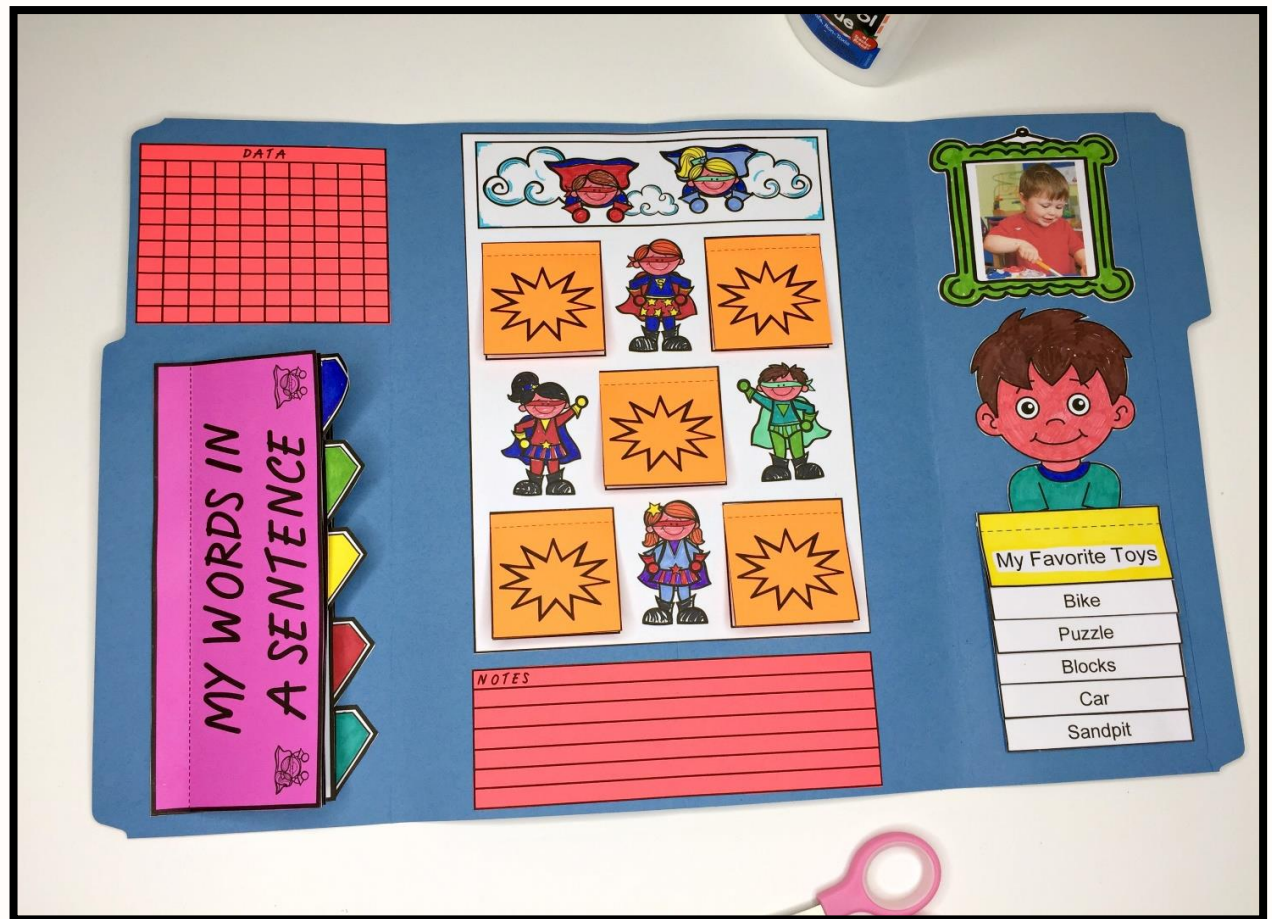 DATA
MY WORDS IN
A SENTENCE
NOTES
My Favorite Toys
Bike
Puzzle
Blocks
Car
Sandpit